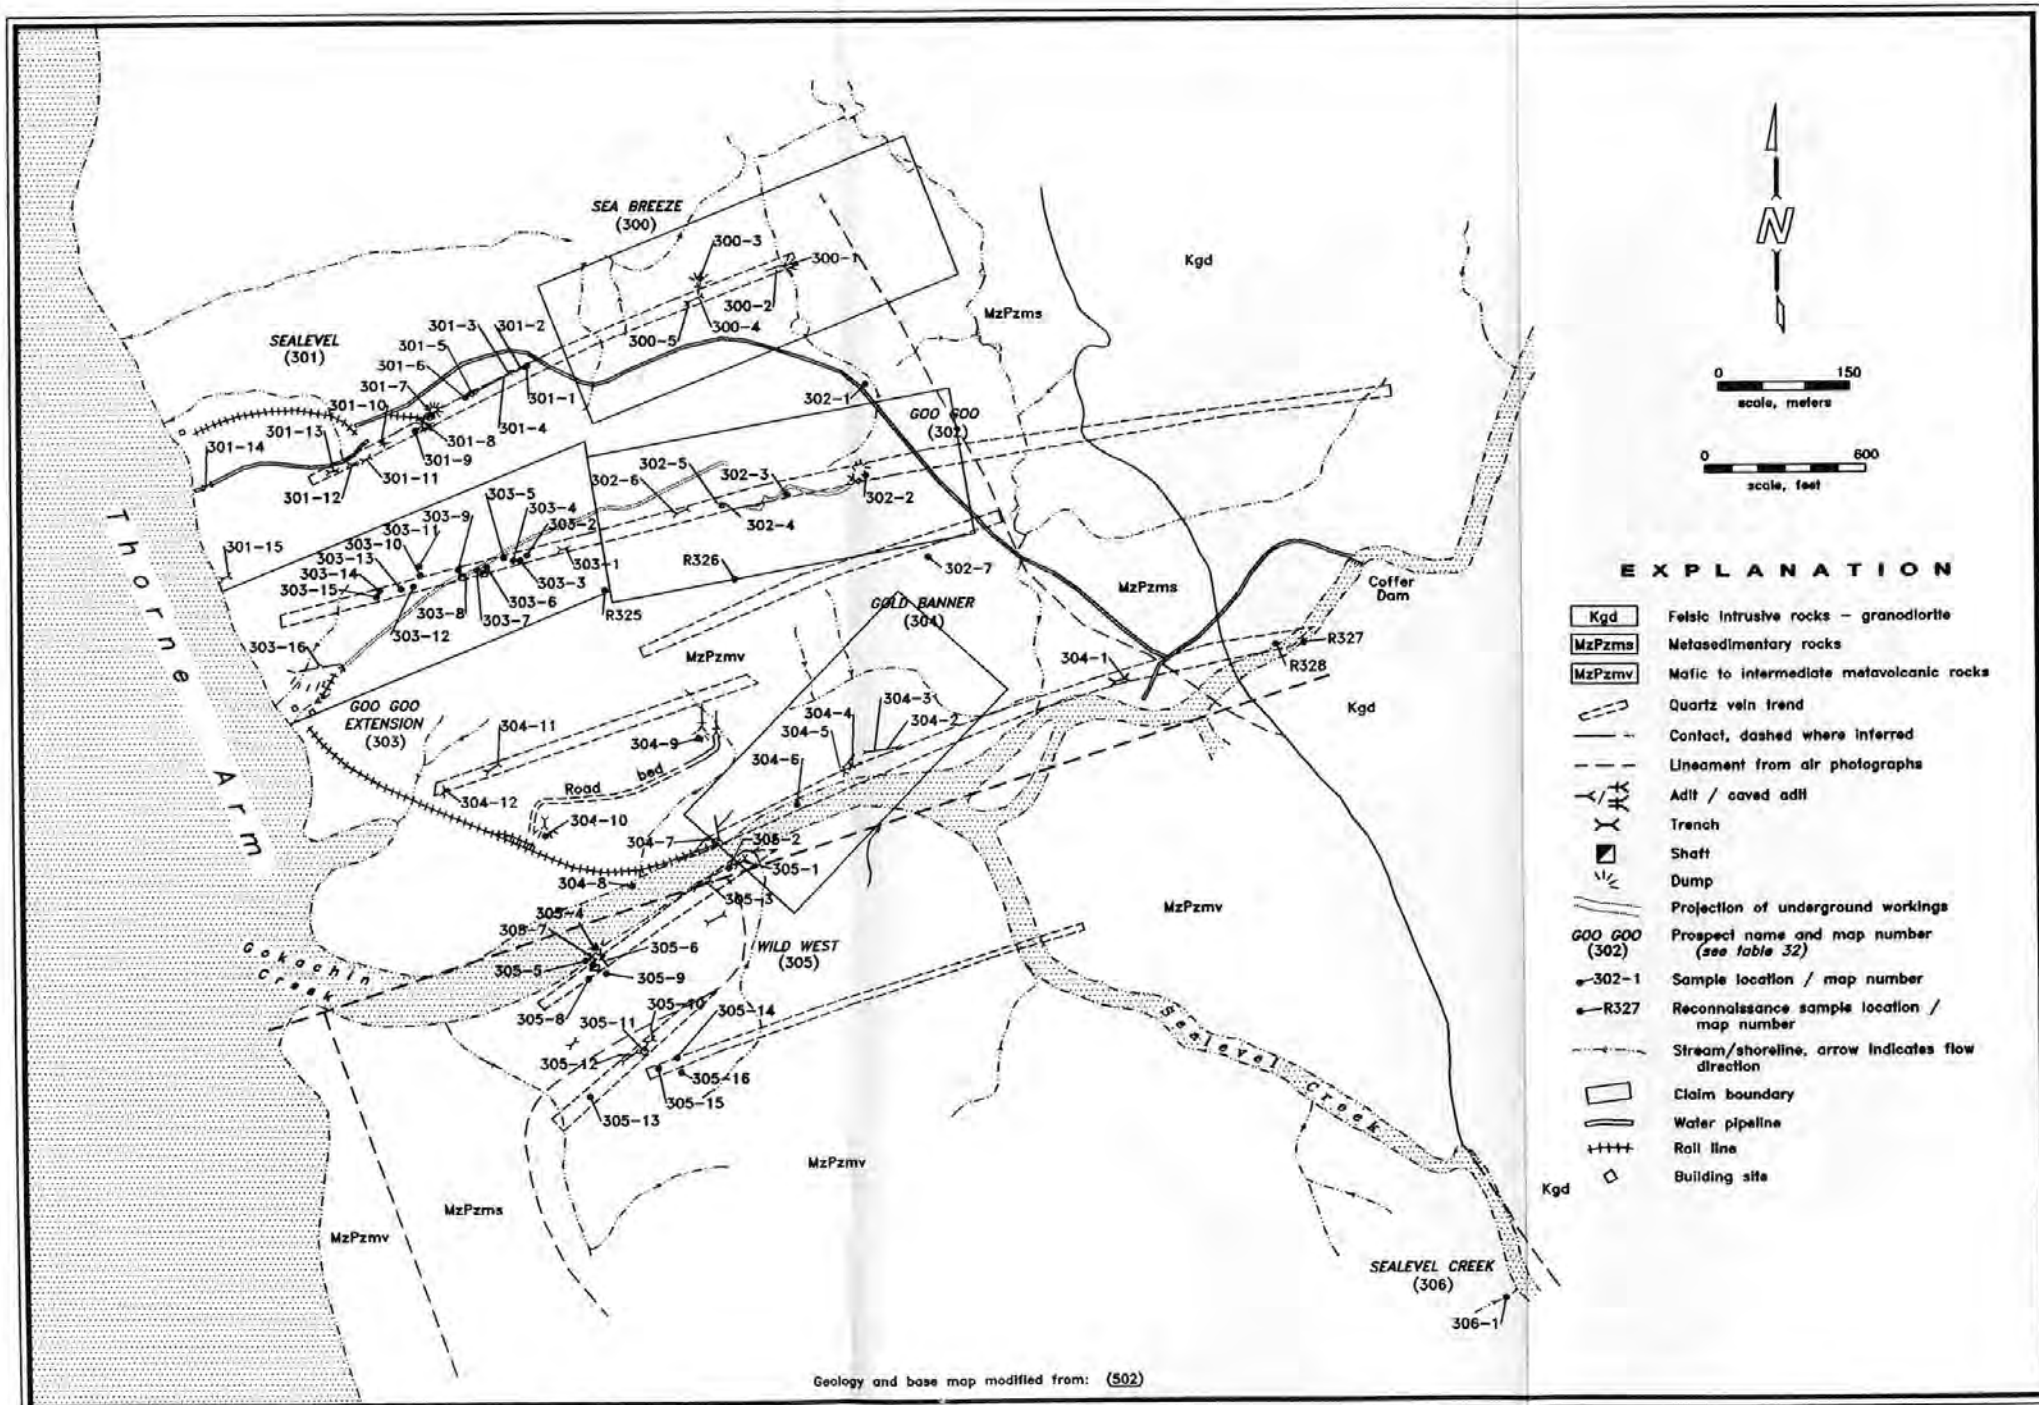 SEA BREEZE
(300)
300-3
300-1
300-2
300-4
300-5
Kgd
MzPzms
SEALEVEL
(301)
301-3
301-2
301-5
301-6
301-7
301-10
301-1
301-4
301-8
301-9
301-13
301-14
301-11
301-12
301-15
302-1
GOO GOO
(302)
302-5
302-3
302-6
302-2
302-4
302-7
303-5
303-4
303-2
303-9
303-11
303-10
303-13
303-14
303-15
303-1
303-3
303-6
303-7
303-8
303-12
303-16
R326
R325
Thorne Arm
MzPzms
Coffer
Dam
GOLD BANNER
(304)
MzPzmv
304-1
R327
R328
Kgd
GOO GOO
EXTENSION
(303)
304-11
304-9
304-4
304-3
304-2
304-5
304-6
Road bed
304-12
304-10
304-7
305-2
305-1
304-8
305-3
305-4
305-7
305-6
305-5
305-9
305-8
WILD WEST
(305)
MzPzmv
Gokachin
Creek
305-10
305-14
305-11
305-12
305-16
305-15
305-13
Sealevel Creek
MzPzmv
MzPzms
MzPzmv
Kgd
SEALEVEL CREEK
(306)
306-1
Geology and base map modified from: (502)
N
0 150
scale, meters
0 600
scale, feet
EXPLANATION
Kgd Felsic intrusive rocks – granodiorite
MzPzms Metasedimentary rocks
MzPzmv Mafic to intermediate metavolcanic rocks
Quartz vein trend
Contact, dashed where inferred
Lineament from air photographs
Adit / caved adit
Trench
Shaft
Dump
Projection of underground workings
GOO GOO Prospect name and map number
(302) (see table 32)
302-1 Sample location / map number
R327 Reconnaissance sample location /
map number
Stream/shoreline, arrow indicates flow
direction
Claim boundary
Water pipeline
Rail line
Building site